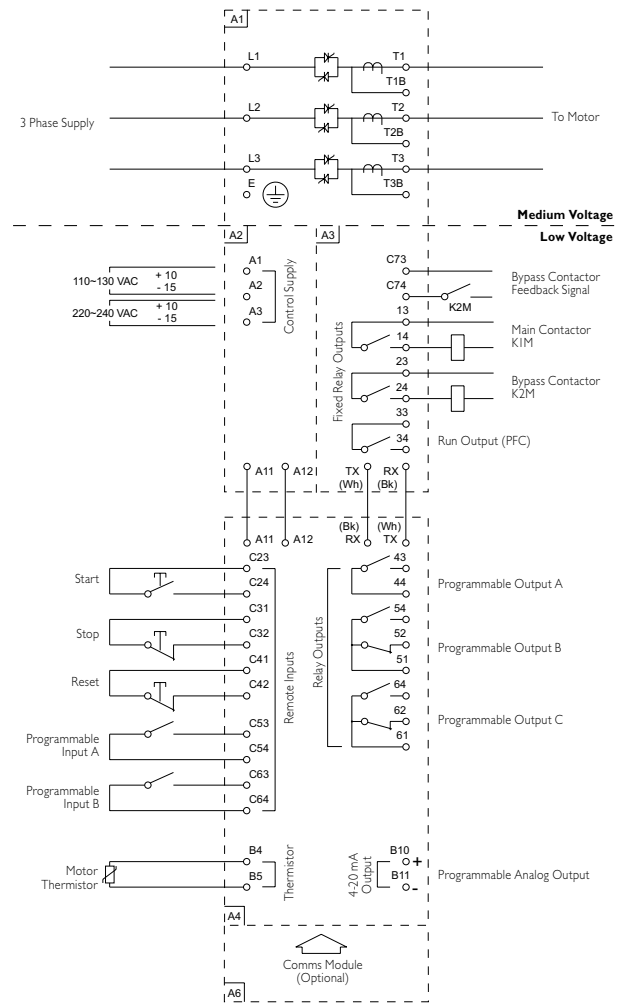 A1
L1
T1
T1B
L2
T2
3 Phase Supply
To Motor
T2B
L3
T3
E
T3B
Medium Voltage
Low Voltage
A2
A3
A1
A2
A3
Control Supply
110~130 VAC
+ 10
- 15
220~240 VAC
+ 10
- 15
C73
C74
K2M
Bypass Contactor
Feedback Signal
13
14
Main Contactor
K1M
23
24
Bypass Contactor
K2M
33
34
Run Output (PFC)
Fixed Relay Outputs
A11
A12
TX
(Wh)
RX
(Bk)
A11
A12
(Bk)
RX
(Wh)
TX
C23
C24
Start
C31
C32
Stop
C41
C42
Reset
C53
C54
Programmable
Input A
C63
C64
Programmable
Input B
Remote Inputs
Relay Outputs
43
44
Programmable Output A
54
52
51
Programmable Output B
64
62
61
Programmable Output C
Motor
Thermistor
B4
B5
Thermistor
4-20 mA
Output
B10
+
B11
-
Programmable Analog Output
A4
Comms Module
(Optional)
A6